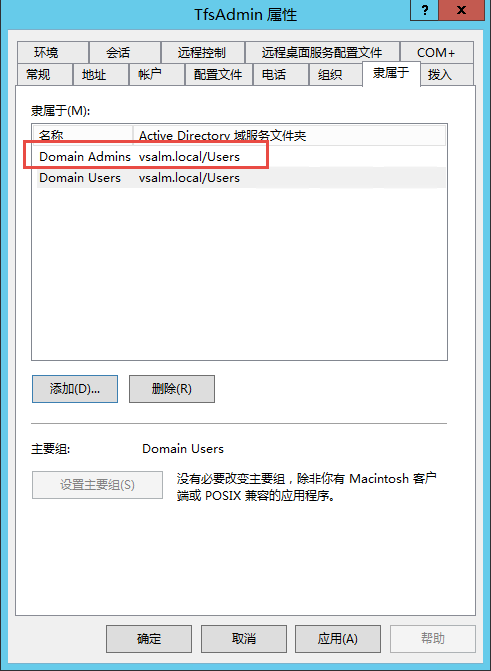 TfsAdmin 属性
? x
环境 会话 远程控制 远程桌面服务配置文件 COM+
常规 地址 帐户 配置文件 电话 组织 隶属于 拨入
隶属于(M):
名称 Active Directory 域服务文件夹
Domain Admins vsalm.local/Users
Domain Users vsalm.local/Users
添加(D)... 删除(R)
主要组: Domain Users
设置主要组(S)
没有必要改变主要组，除非你有 Macintosh 客
户端或 POSIX 兼容的应用程序。
确定 取消 应用(A) 帮助